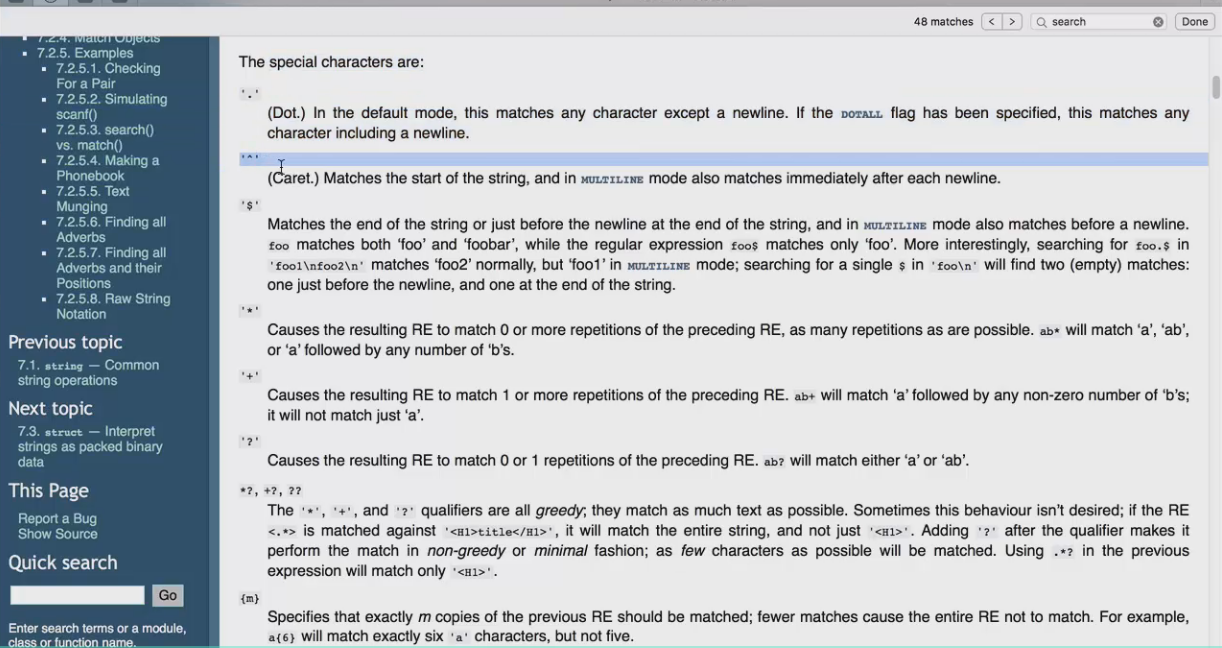 48 matches < > search Done
7.2.4. Match Objects
7.2.5. Examples
7.2.5.1. Checking
For a Pair
7.2.5.2. Simulating
scanf()
7.2.5.3. search()
vs. match()
7.2.5.4. Making a
Phonebook
7.2.5.5. Text
Munging
7.2.5.6. Finding all
Adverbs
7.2.5.7. Finding all
Adverbs and their
Positions
7.2.5.8. Raw String
Notation
Previous topic
7.1. string — Common
string operations
Next topic
7.3. struct — Interpret
strings as packed binary
data
This Page
Report a Bug
Show Source
Quick search
Go
Enter search terms or a module,
class or function name.
The special characters are:
'.'
(Dot.) In the default mode, this matches any character except a newline. If the DOTALL flag has been specified, this matches any
character including a newline.
'^'
(Caret.) Matches the start of the string, and in MULTILINE mode also matches immediately after each newline.
'$'
Matches the end of the string or just before the newline at the end of the string, and in MULTILINE mode also matches before a newline.
foo matches both ‘foo’ and ‘foobar’, while the regular expression foo$ matches only ‘foo’. More interestingly, searching for foo.$ in
'foo1\nfoo2\n' matches ‘foo2’ normally, but ‘foo1’ in MULTILINE mode; searching for a single $ in 'foo\n' will find two (empty) matches:
one just before the newline, and one at the end of the string.
'*'
Causes the resulting RE to match 0 or more repetitions of the preceding RE, as many repetitions as are possible. ab* will match ‘a’, ‘ab’,
or ‘a’ followed by any number of ‘b’s.
'+'
Causes the resulting RE to match 1 or more repetitions of the preceding RE. ab+ will match ‘a’ followed by any non-zero number of ‘b’s;
it will not match just ‘a’.
'?'
Causes the resulting RE to match 0 or 1 repetitions of the preceding RE. ab? will match either ‘a’ or ‘ab’.
*?, +?, ??
The '*', '+', and '?' qualifiers are all greedy; they match as much text as possible. Sometimes this behaviour isn’t desired; if the RE
<.*> is matched against '<H1>title</H1>', it will match the entire string, and not just '<H1>'. Adding '?' after the qualifier makes it
perform the match in non-greedy or minimal fashion; as few characters as possible will be matched. Using .*? in the previous
expression will match only '<H1>'.
{m}
Specifies that exactly m copies of the previous RE should be matched; fewer matches cause the entire RE not to match. For example,
a{6} will match exactly six 'a' characters, but not five.